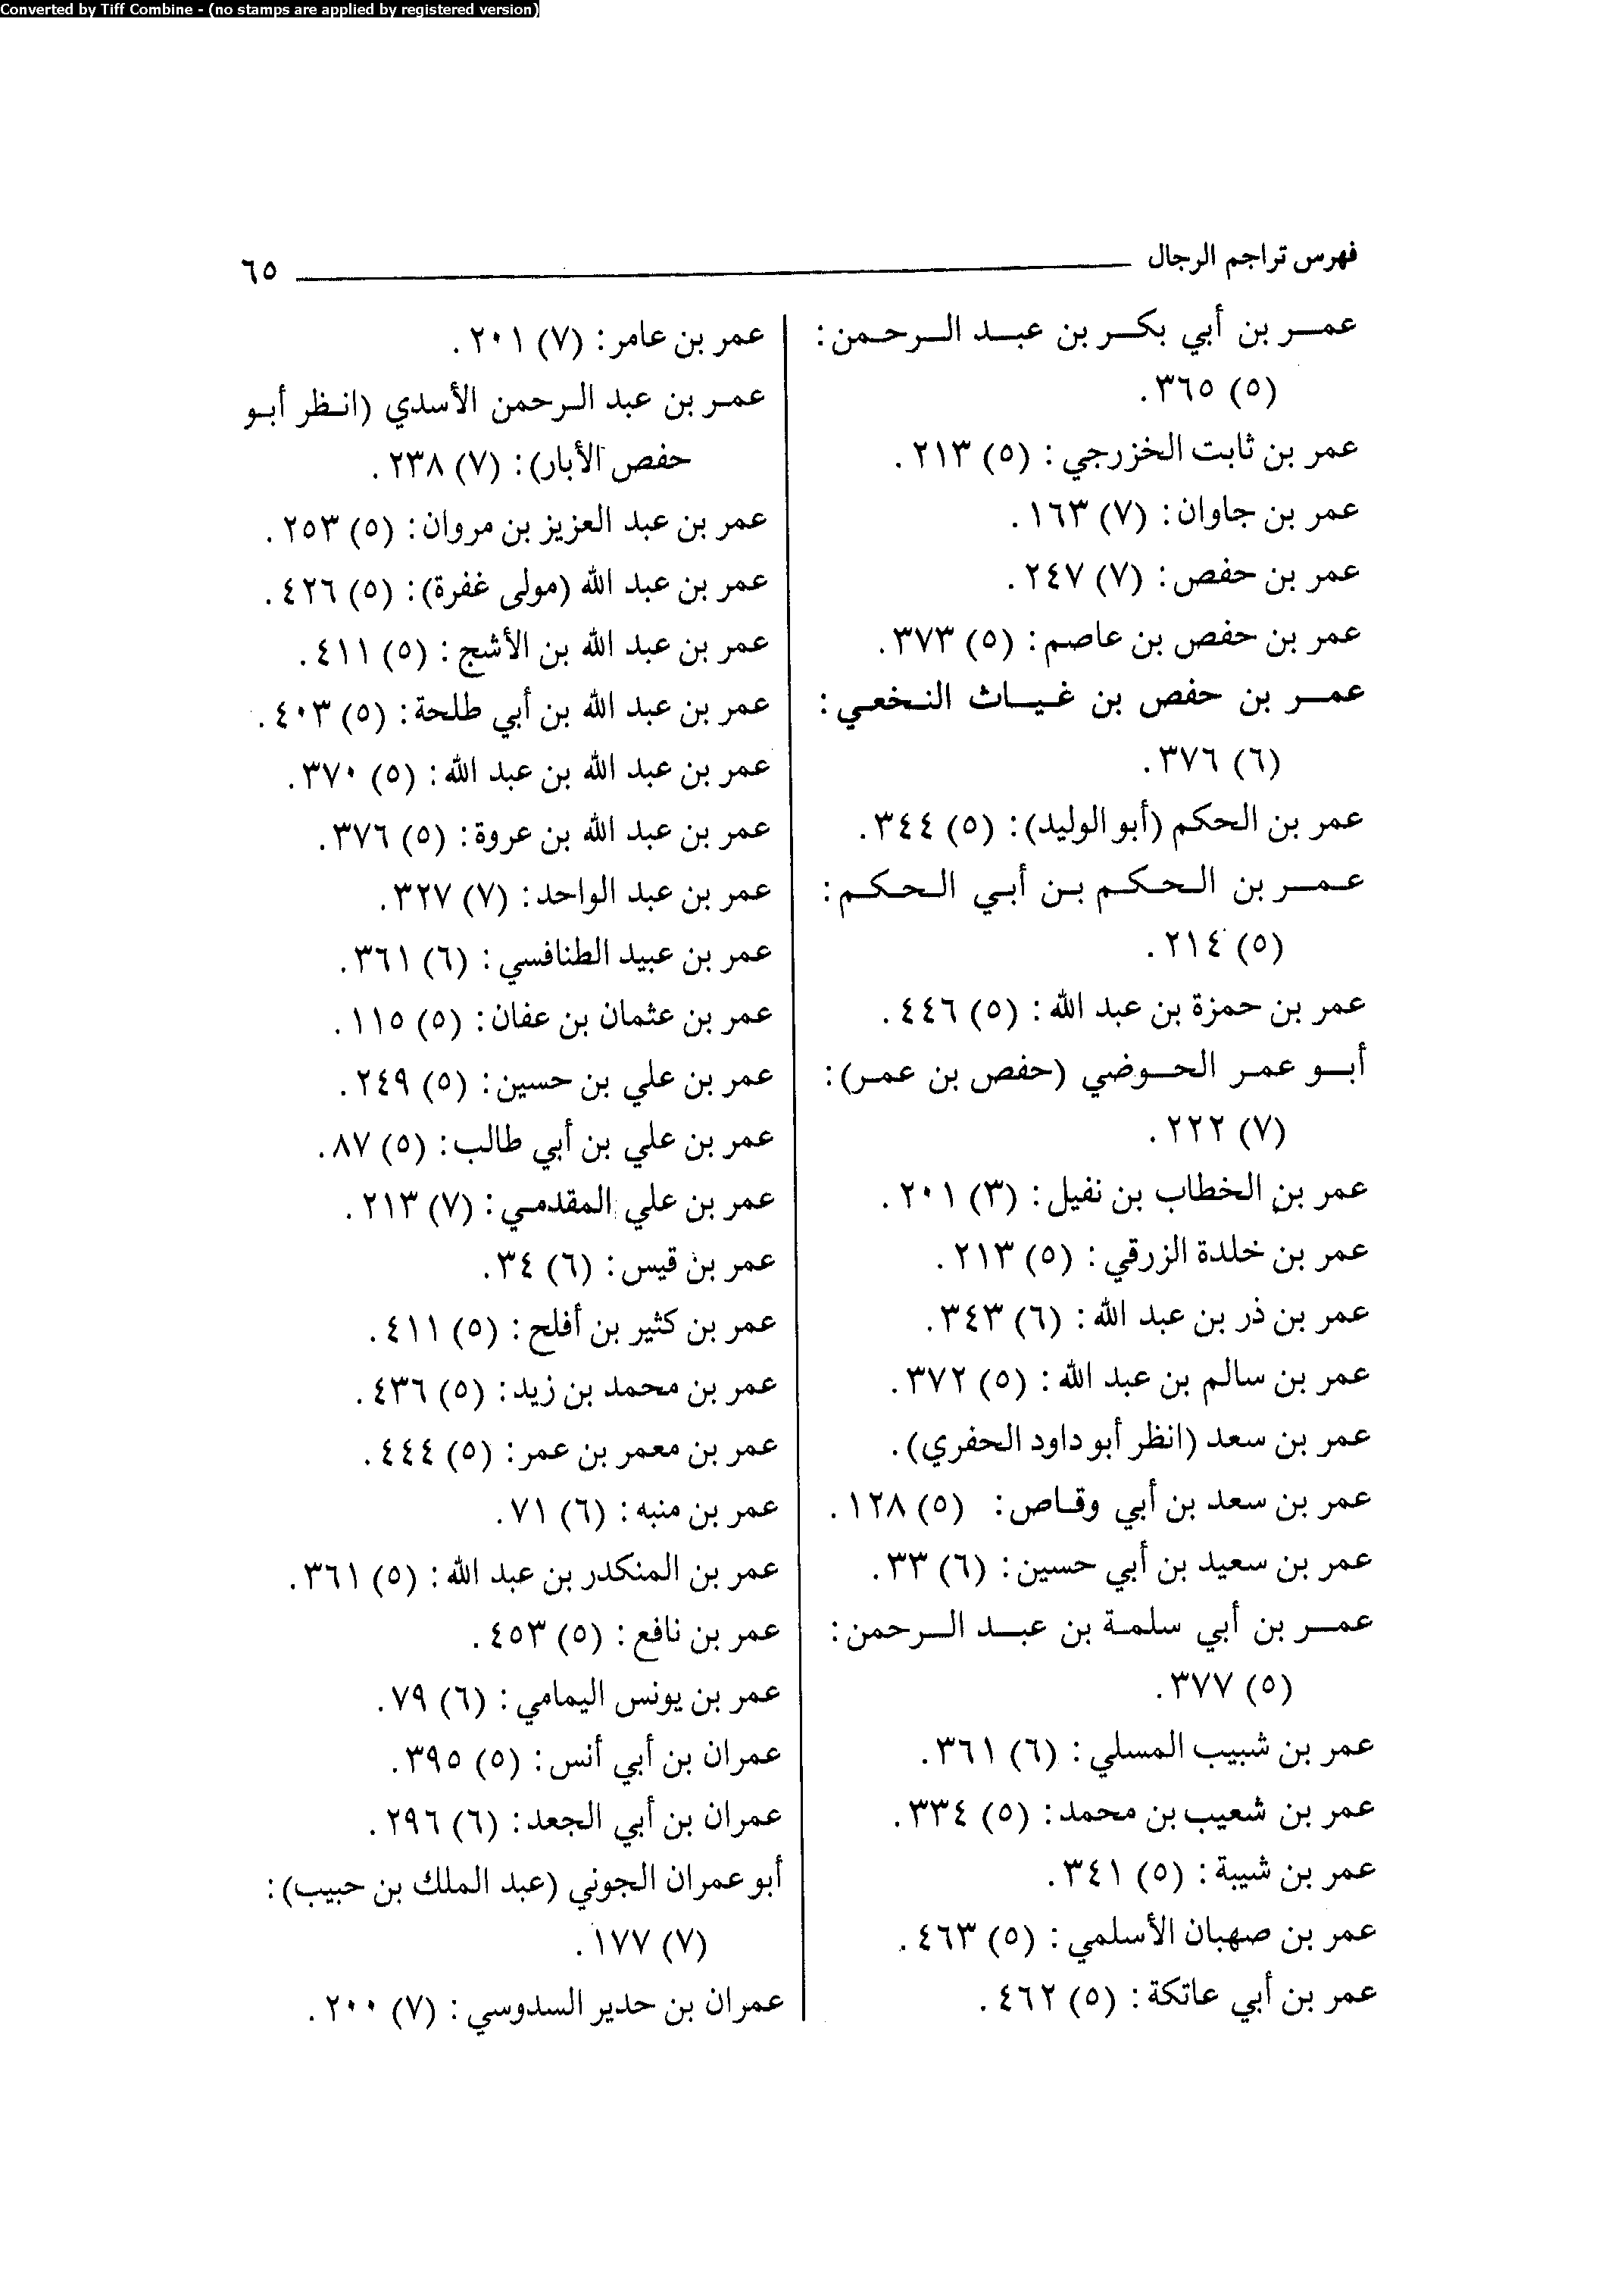 Converted by Tiff Combine - (no stamps are applied by registered version)
فهرس تراجم الرجال ٦٥
عمر بن أبي بكر بن عبد الرحمن:
(٥) ٣٦٥.
عمر بن ثابت الخزرجي: (٥) ٢١٣.
عمر بن جاوان: (٧) ١٦٣.
عمر بن حفص: (٧) ٢٤٧.
عمر بن حفص بن عاصم: (٥) ٣٧٣.
عمر بن حفص بن غياث النخعي:
(٦) ٣٧٦.
عمر بن الحكم (أبو الوليد): (٥) ٣٤٤.
عمر بن الحكم بن أبي الحكم:
(٥) ٢١٤.
عمر بن حمزة بن عبد الله: (٥) ٤٤٦.
أبو عمر الحوضي (حفص بن عمر):
(٧) ٢٢٢.
عمر بن الخطاب بن نفيل: (٣) ٢٠١.
عمر بن خلدة الزرقي: (٥) ٢١٣.
عمر بن ذر بن عبد الله: (٦) ٣٤٣.
عمر بن سالم بن عبد الله: (٥) ٣٧٢.
عمر بن سعد (انظر أبو داود الحفري).
عمر بن سعد بن أبي وقاص: (٥) ١٢٨.
عمر بن سعيد بن أبي حسين: (٦) ٣٣.
عمر بن أبي سلمة بن عبد الرحمن:
(٥) ٣٧٧.
عمر بن شبيب المسلي: (٦) ٣٦١.
عمر بن شعيب بن محمد: (٥) ٣٣٤.
عمر بن شيبة: (٥) ٣٤١.
عمر بن صهبان الأسلمي: (٥) ٤٦٣.
عمر بن أبي عاتكة: (٥) ٤٦٢.
عمر بن عامر: (٧) ٢٠١.
عمر بن عبد الرحمن الأسدي (انظر أبو
حفص الأبار): (٧) ٢٣٨.
عمر بن عبد العزيز بن مروان: (٥) ٢٥٣.
عمر بن عبد الله (مولى غفرة): (٥) ٤٢٦.
عمر بن عبد الله بن الأشج: (٥) ٤١١.
عمر بن عبد الله بن أبي طلحة: (٥) ٤٠٣.
عمر بن عبد الله بن عبد الله: (٥) ٣٧٠.
عمر بن عبد الله بن عروة: (٥) ٣٧٦.
عمر بن عبد الواحد: (٧) ٣٢٧.
عمر بن عبيد الطنافسي: (٦) ٣٦١.
عمر بن عثمان بن عفان: (٥) ١١٥.
عمر بن علي بن حسين: (٥) ٢٤٩.
عمر بن علي بن أبي طالب: (٥) ٨٧.
عمر بن علي المقدمي: (٧) ٢١٣.
عمر بن قيس: (٦) ٣٤.
عمر بن كثير بن أفلح: (٥) ٤١١.
عمر بن محمد بن زيد: (٥) ٤٣٦.
عمر بن معمر بن عمر: (٥) ٤٤٤.
عمر بن منبه: (٦) ٧١.
عمر بن المنكدر بن عبد الله: (٥) ٣٦١.
عمر بن نافع: (٥) ٤٥٣.
عمر بن يونس اليمامي: (٦) ٧٩.
عمران بن أبي أنس: (٥) ٣٩٥.
عمران بن أبي الجعد: (٦) ٢٩٦.
أبو عمران الجوني (عبد الملك بن حبيب):
(٧) ١٧٧.
عمران بن حدير السدوسي: (٧) ٢٠٠.